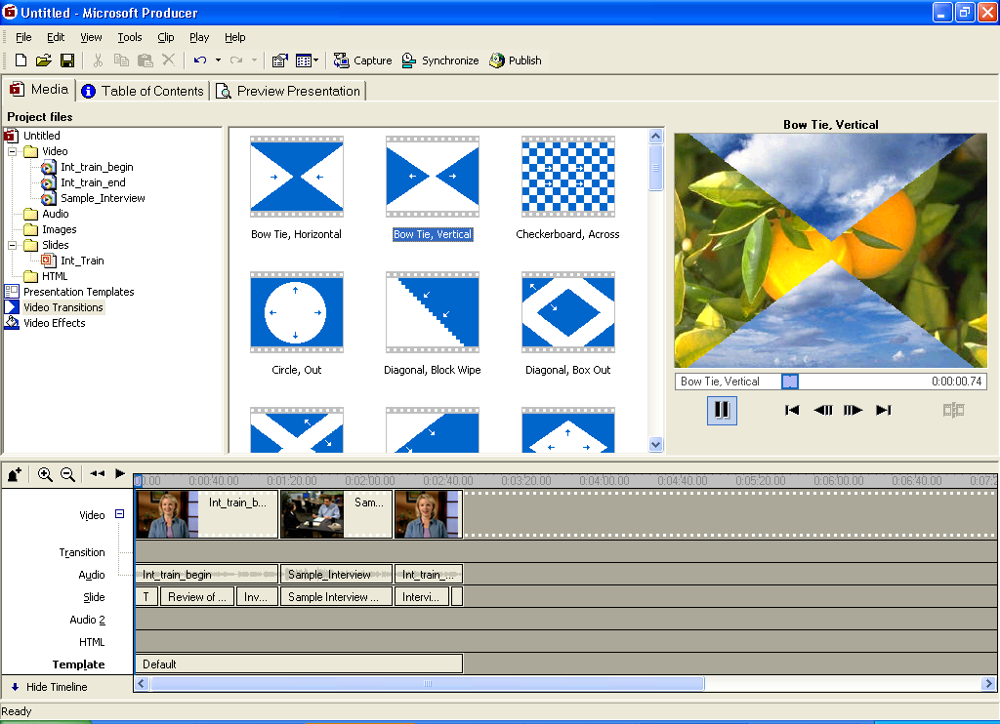 Untitled - Microsoft Producer
File Edit View Tools Clip Play Help
Capture Synchronize Publish
Media Table of Contents Preview Presentation
Project files
Untitled
Video
Int_train_begin
Int_train_end
Sample_Interview
Audio
Images
Slides
Int_Train
HTML
Presentation Templates
Video Transitions
Video Effects
Bow Tie, Horizontal Bow Tie, Vertical Checkerboard, Across
Circle, Out Diagonal, Block Wipe Diagonal, Box Out
Bow Tie, Vertical
Bow Tie, Vertical 0:00:00.74
00.00 0:00:40.00 0:01:20.00 0:02:00.00 0:02:40.00 0:03:20.00 0:04:00.00 0:04:40.00 0:05:20.00 0:06:00.00 0:06:40.00 0:07:2
Video Int_train_b... Sam...
Transition
Audio Int_train_begin Sample_Interview Int_train_...
Slide T Review of ... Inv... Sample Interview ... Intervi...
Audio 2
HTML
Template Default
Hide Timeline
Ready